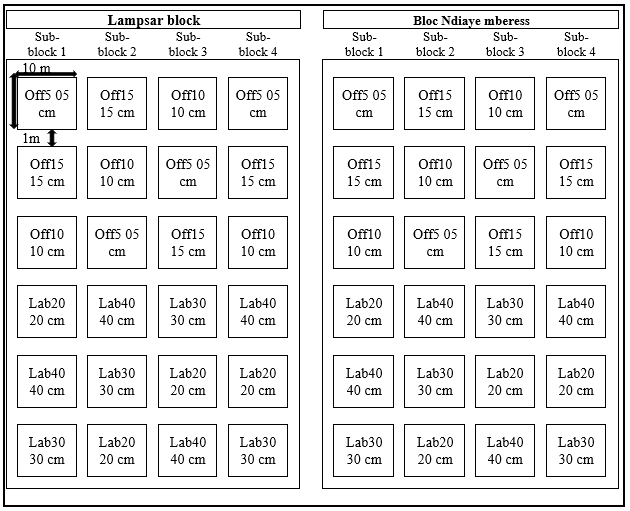 Lampsar block
Sub-block 1 Sub-block 2 Sub-block 3 Sub-block 4
10 m
Off5 05 cm Off15 15 cm Off10 10 cm Off5 05 cm
1m
Off15 15 cm Off10 10 cm Off5 05 cm Off15 15 cm
Off10 10 cm Off5 05 cm Off15 15 cm Off10 10 cm
Lab20 20 cm Lab40 40 cm Lab30 30 cm Lab40 40 cm
Lab40 40 cm Lab30 30 cm Lab20 20 cm Lab20 20 cm
Lab30 30 cm Lab20 20 cm Lab40 40 cm Lab30 30 cm
Bloc Ndiaye mberess
Sub-block 1 Sub-block 2 Sub-block 3 Sub-block 4
Off5 05 cm Off15 15 cm Off10 10 cm Off5 05 cm
Off15 15 cm Off10 10 cm Off5 05 cm Off15 15 cm
Off10 10 cm Off5 05 cm Off15 15 cm Off10 10 cm
Lab20 20 cm Lab40 40 cm Lab30 30 cm Lab40 40 cm
Lab40 40 cm Lab30 30 cm Lab20 20 cm Lab20 20 cm
Lab30 30 cm Lab20 20 cm Lab40 40 cm Lab30 30 cm